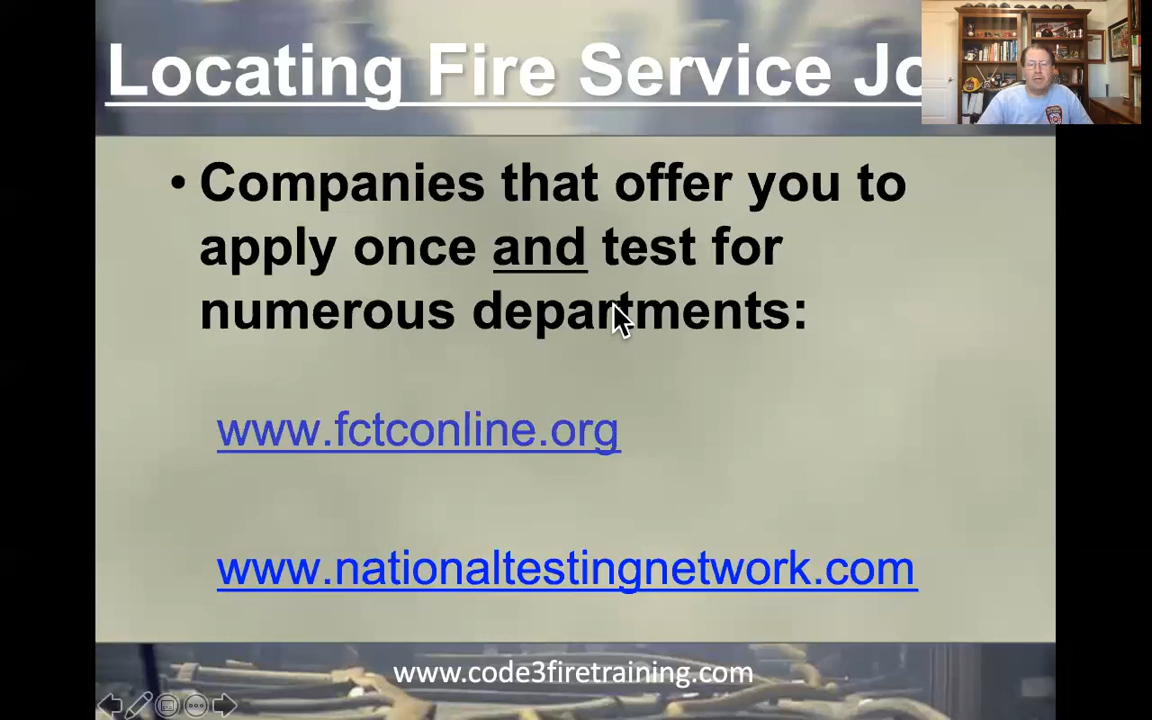 Locating Fire Service
• Companies that offer you to
apply once and test for
numerous departments:
www.fctconline.org
www.nationaltestingnetwork.com
www.code3firetraining.com